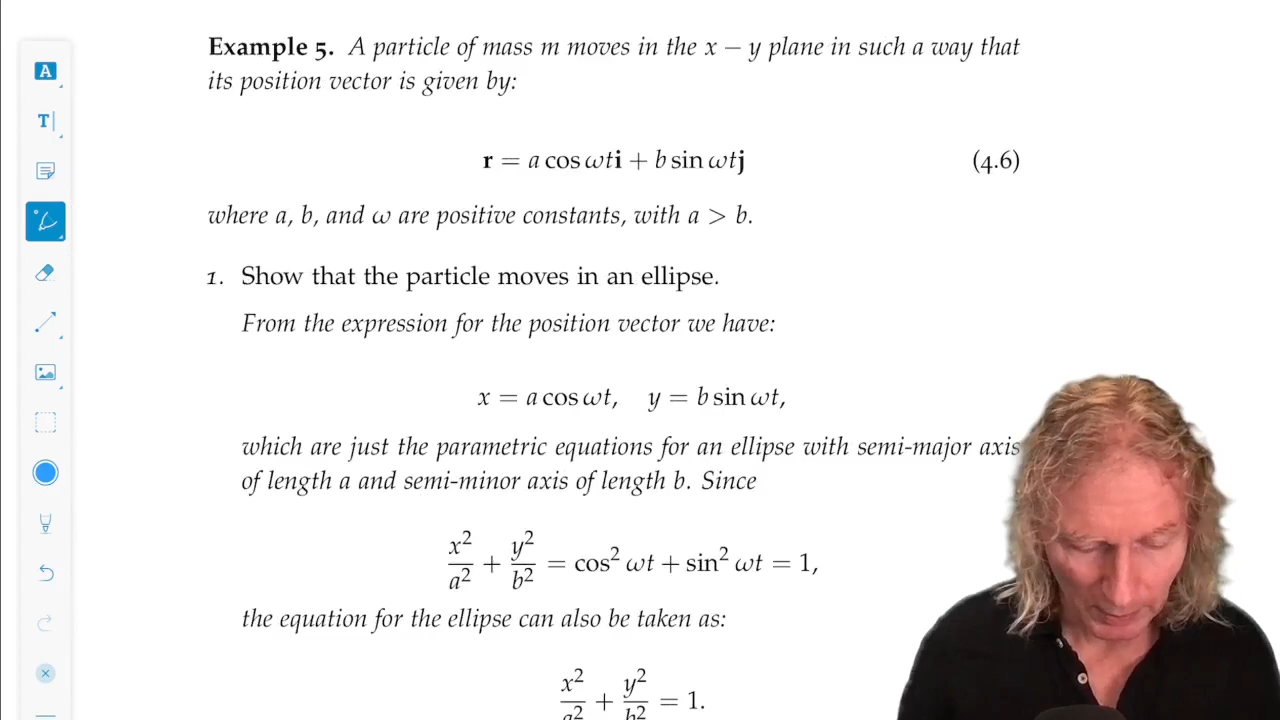 Example 5. A particle of mass m moves in the x − y plane in such a way that
its position vector is given by:
r = a cos ωti + b sin ωtj (4.6)
where a, b, and ω are positive constants, with a > b.
1. Show that the particle moves in an ellipse.
From the expression for the position vector we have:
x = a cos ωt, y = b sin ωt,
which are just the parametric equations for an ellipse with semi-major axis
of length a and semi-minor axis of length b. Since
x²/a² + y²/b² = cos² ωt + sin² ωt = 1,
the equation for the ellipse can also be taken as:
x²/a² + y²/b² = 1.
A
T